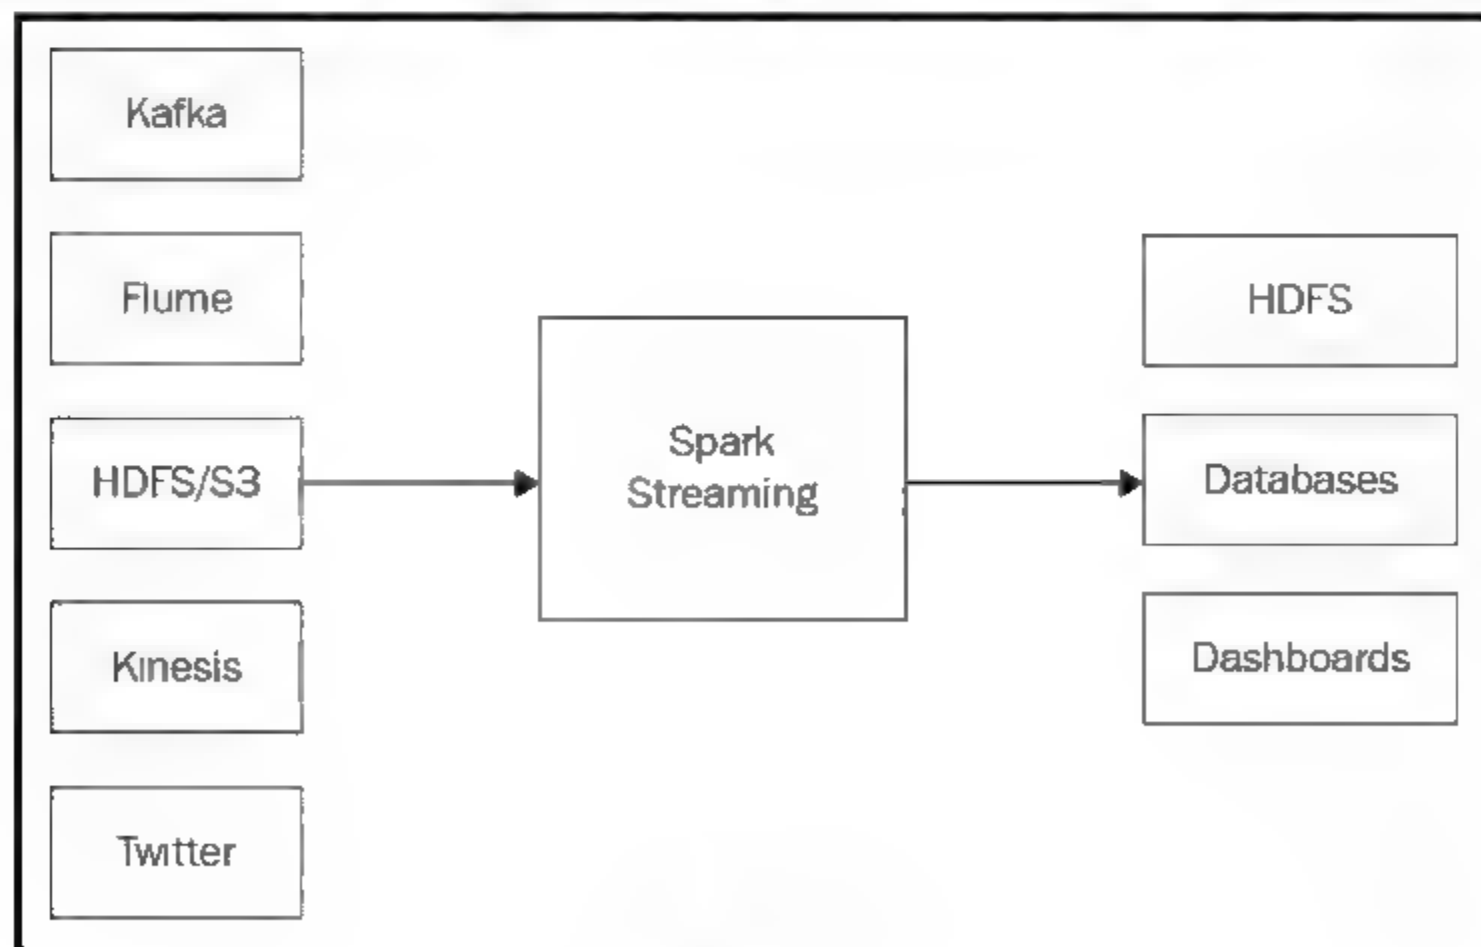 Kafka
Flume
HDFS/S3
Kinesis
Twitter
Spark
Streaming
HDFS
Databases
Dashboards